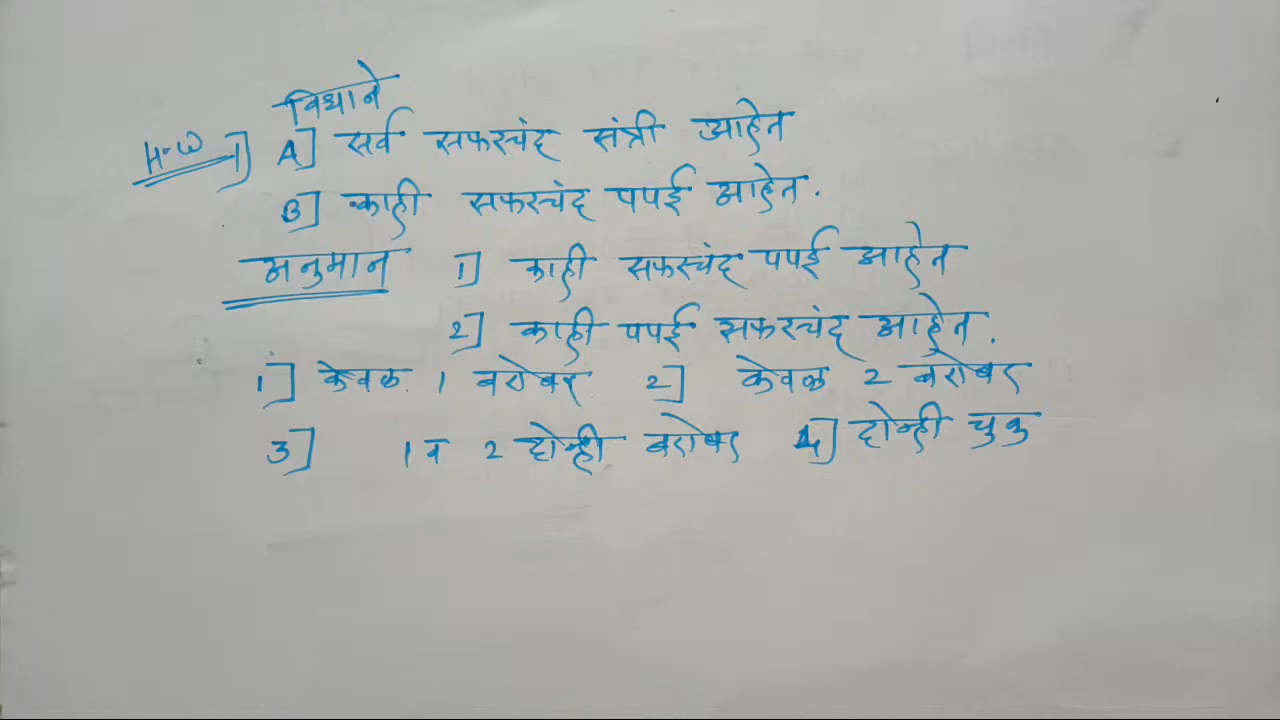 विधाने
H.W 1] A] सर्व सफरचंद संत्री आहेत
B] काही सफरचंद पपई आहेत.
अनुमान 1] काही सफरचंद पपई आहेत
2] काही पपई सफरचंद आहेत.
1] केवळ 1 बरोबर 2] केवळ 2 बरोबर
3] 1 व 2 दोन्ही बरोबर 4] दोन्ही चुक